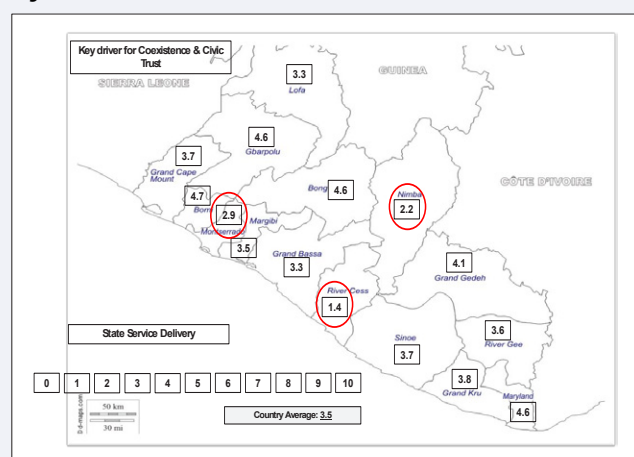 Key driver for Coexistence & Civic
Trust
SIERRA LEONE
GUINEA
CÔTE D'IVOIRE
3.3
Lofa
4.6
Gbarpolu
3.7
Grand Cape
Mount
4.7
Bomi
2.9
Montserrado
Margibi
3.5
Bong
4.6
Nimba
2.2
Grand Bassa
3.3
River Cess
1.4
4.1
Grand Gedeh
Sinoe
3.7
3.6
River Gee
3.8
Grand Kru
Maryland
4.6
State Service Delivery
0 1 2 3 4 5 6 7 8 9 10
50 km
30 mi
© d-maps.com
Country Average: 3.5